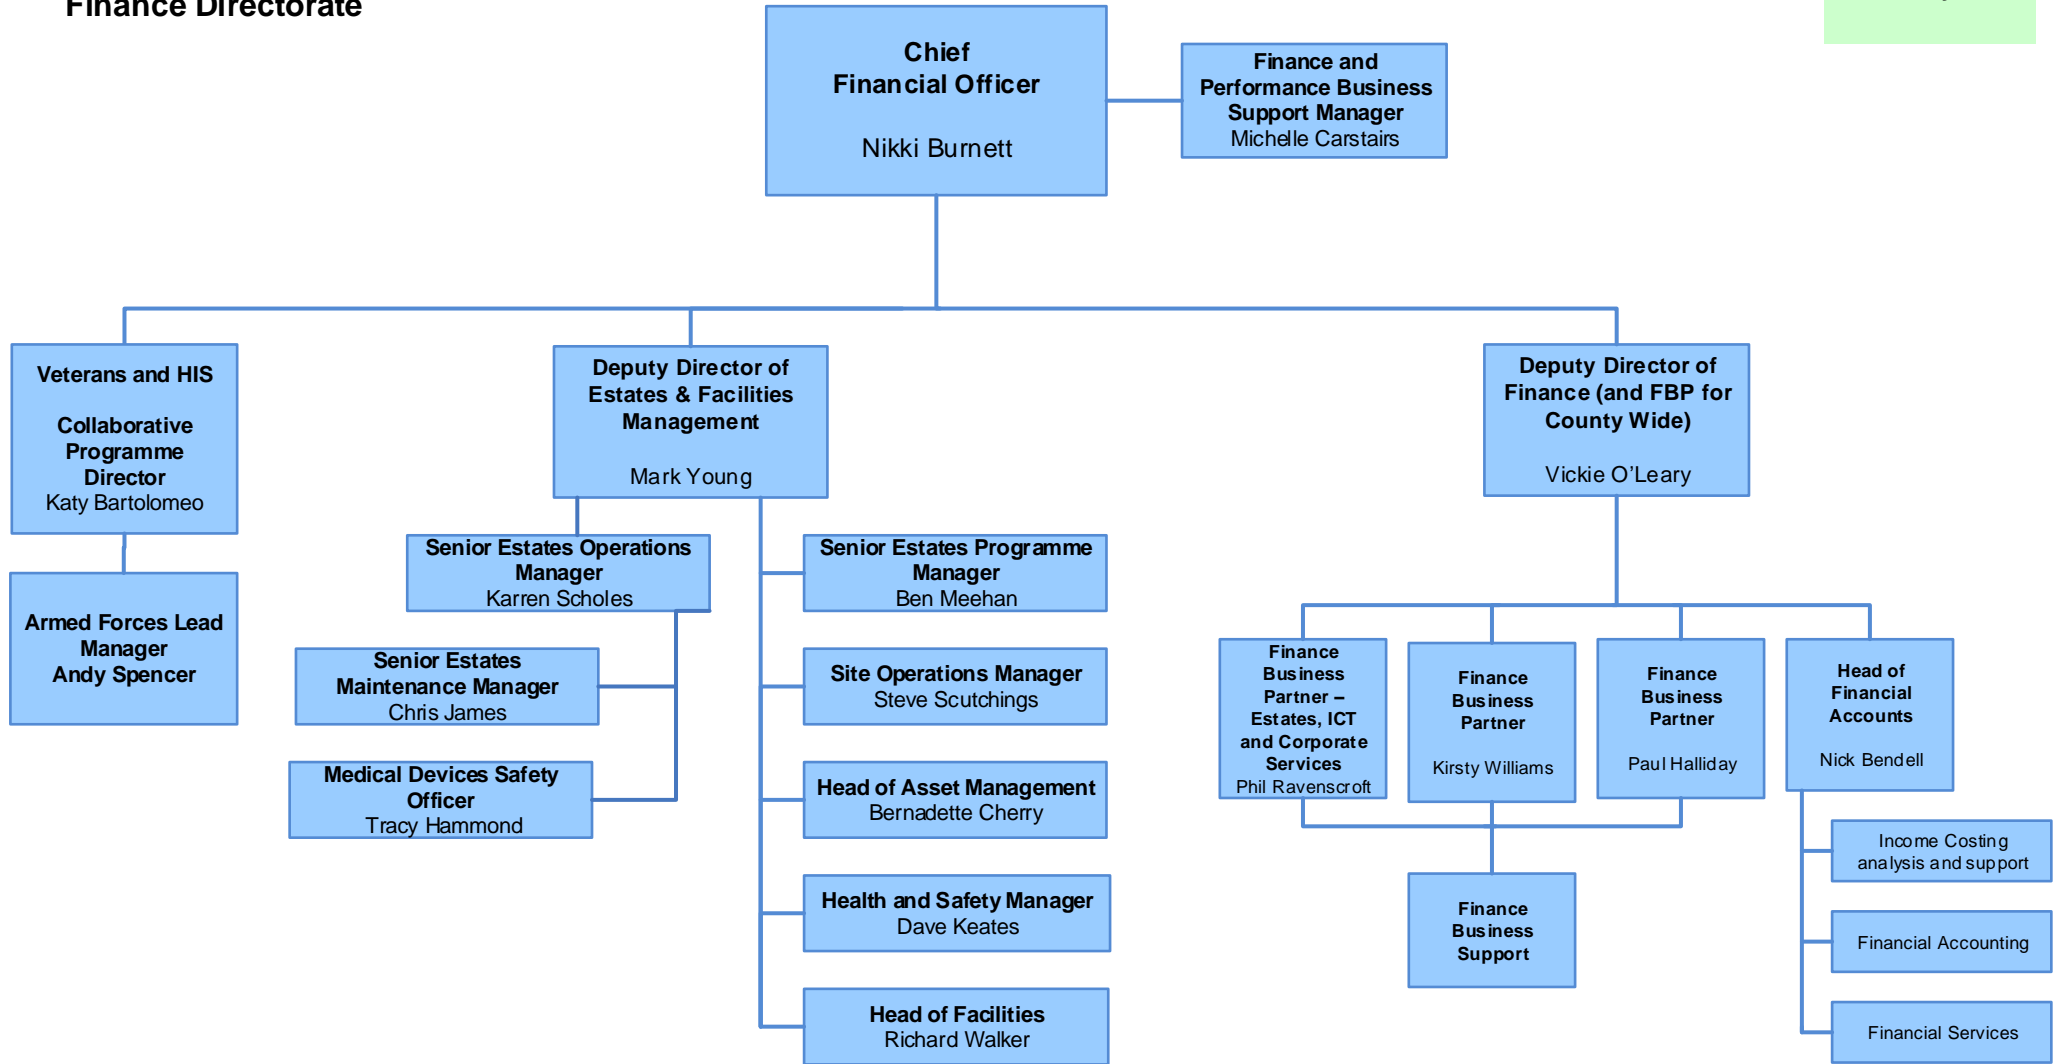 Finance Directorate
Chief
Financial Officer
Nikki Burnett
Finance and
Performance Business
Support Manager
Michelle Carstairs
Veterans and HIS
Collaborative
Programme
Director
Katy Bartolomeo
Armed Forces Lead
Manager
Andy Spencer
Deputy Director of
Estates & Facilities
Management
Mark Young
Senior Estates Operations
Manager
Karren Scholes
Senior Estates
Maintenance Manager
Chris James
Medical Devices Safety
Officer
Tracy Hammond
Senior Estates Programme
Manager
Ben Meehan
Site Operations Manager
Steve Scutchings
Head of Asset Management
Bernadette Cherry
Health and Safety Manager
Dave Keates
Head of Facilities
Richard Walker
Deputy Director of
Finance (and FBP for
County Wide)
Vickie O’Leary
Finance
Business
Partner –
Estates, ICT
and Corporate
Services
Phil Ravenscroft
Finance
Business
Partner
Kirsty Williams
Finance
Business
Partner
Paul Halliday
Head of
Financial
Accounts
Nick Bendell
Finance
Business
Support
Income Costing
analysis and support
Financial Accounting
Financial Services